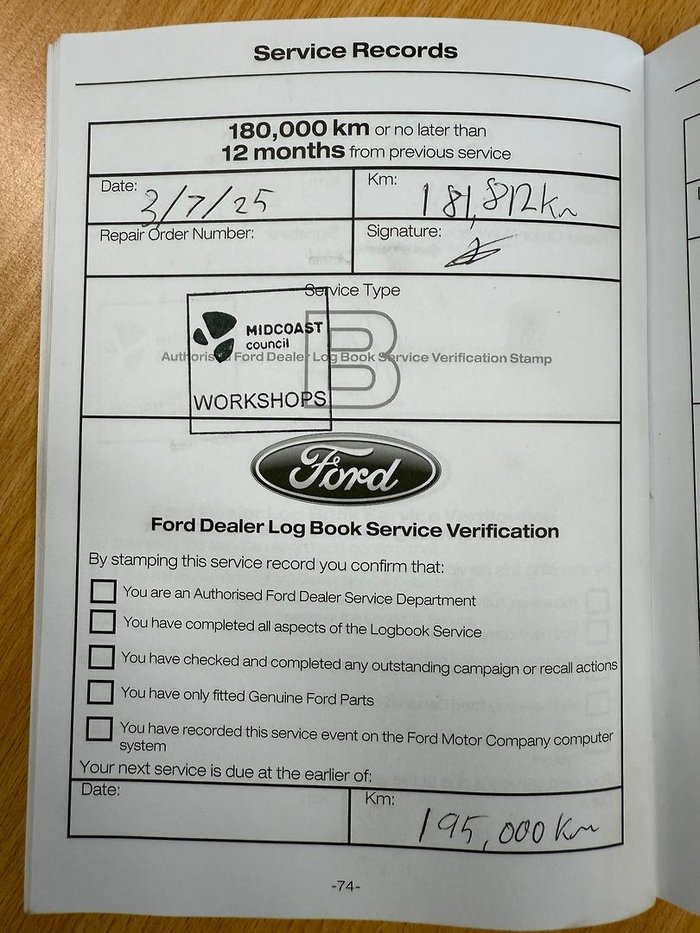 Service Records
180,000 km or no later than
12 months from previous service
Date: 3/7/25
Km: 181,812km
Repair Order Number:
Signature:
Service Type
B
MIDCOAST
council
Authorised Ford Dealer Log Book Service Verification Stamp
WORKSHOPS
Ford
Ford Dealer Log Book Service Verification
By stamping this service record you confirm that:
You are an Authorised Ford Dealer Service Department
You have completed all aspects of the Logbook Service
You have checked and completed any outstanding campaign or recall actions
You have only fitted Genuine Ford Parts
You have recorded this service event on the Ford Motor Company computer
system
Your next service is due at the earlier of:
Date:
Km: 195,000 Km
-74-